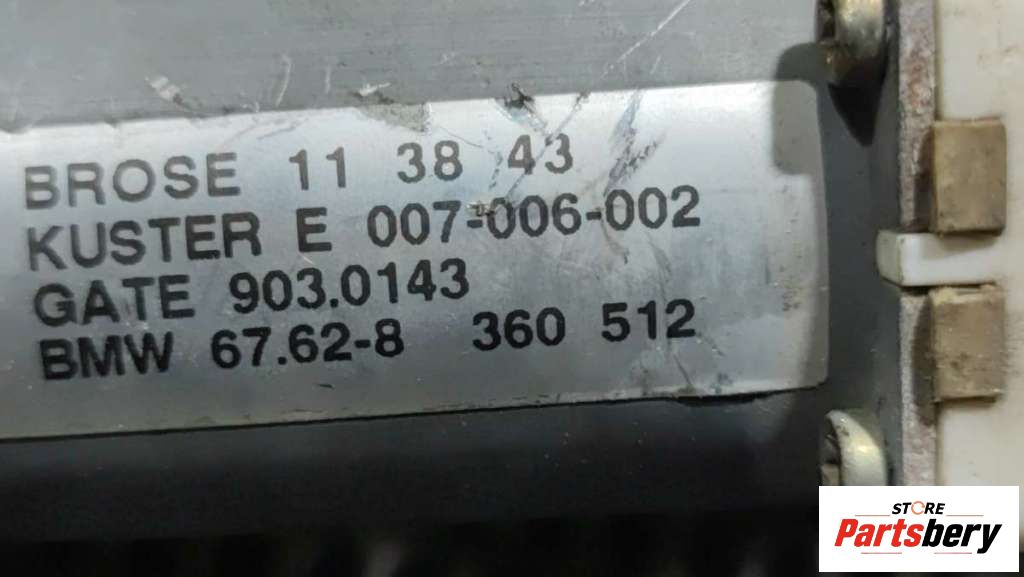 BROSE 11 38 43
KUSTER E 007-006-002
GATE 903.0143
BMW 67.62-8 360 512
STORE
Partsbery